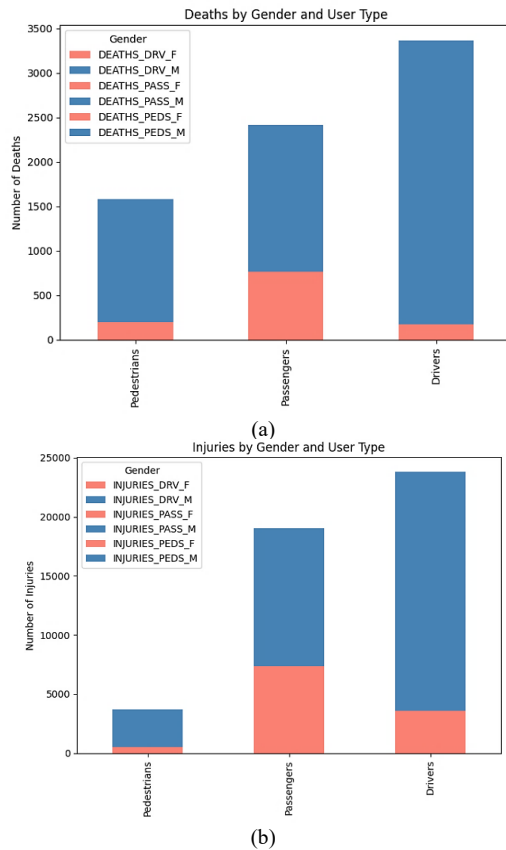 Deaths by Gender and User Type
Gender
DEATHS_DRV_F
DEATHS_DRV_M
DEATHS_PASS_F
DEATHS_PASS_M
DEATHS_PEDS_F
DEATHS_PEDS_M
Number of Deaths
3500
3000
2500
2000
1500
1000
500
0
Pedestrians
Passengers
Drivers
(a)
Injuries by Gender and User Type
Gender
INJURIES_DRV_F
INJURIES_DRV_M
INJURIES_PASS_F
INJURIES_PASS_M
INJURIES_PEDS_F
INJURIES_PEDS_M
Number of Injuries
25000
20000
15000
10000
5000
0
Pedestrians
Passengers
Drivers
(b)